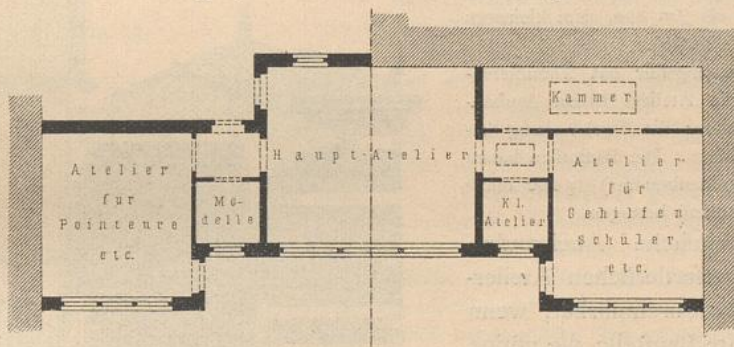 Atelier
für
Pointeure
etc.
Mo-
delle
Haupt-Atelier
Kammer
Kl.
Atelier
Atelier
für
Gehilfen
Schüler
etc.